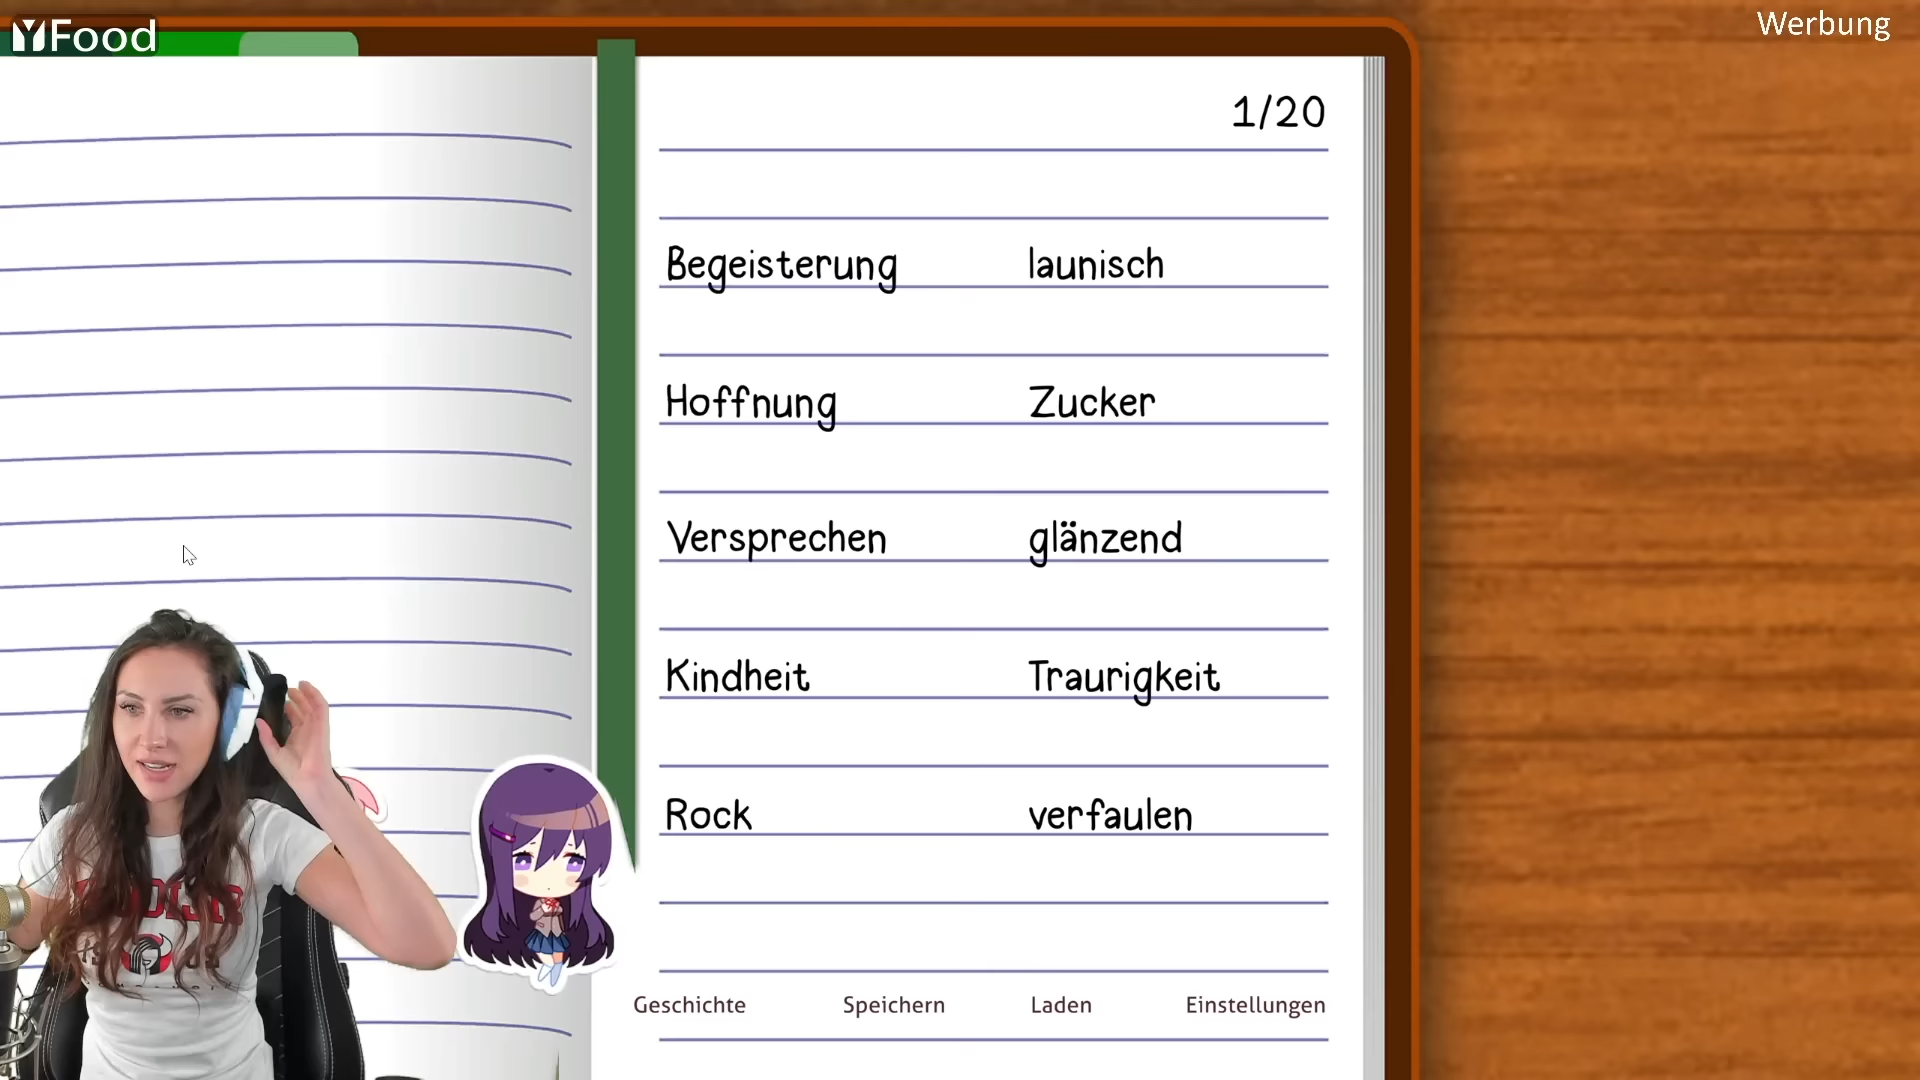 YFood
Werbung
1/20
Begeisterung launisch
Hoffnung Zucker
Versprechen glänzend
Kindheit Traurigkeit
Rock verfaulen
Geschichte Speichern Laden Einstellungen